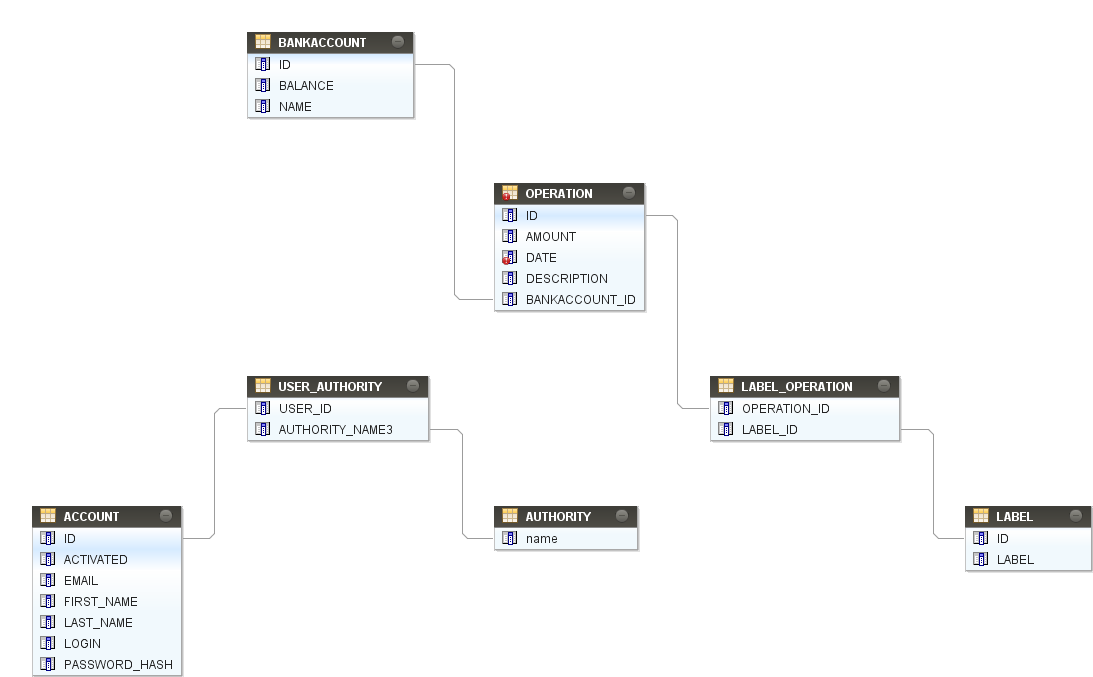 BANKACCOUNT
ID
BALANCE
NAME
OPERATION
ID
AMOUNT
DATE
DESCRIPTION
BANKACCOUNT_ID
USER_AUTHORITY
USER_ID
AUTHORITY_NAME3
LABEL_OPERATION
OPERATION_ID
LABEL_ID
ACCOUNT
ID
ACTIVATED
EMAIL
FIRST_NAME
LAST_NAME
LOGIN
PASSWORD_HASH
AUTHORITY
name
LABEL
ID
LABEL